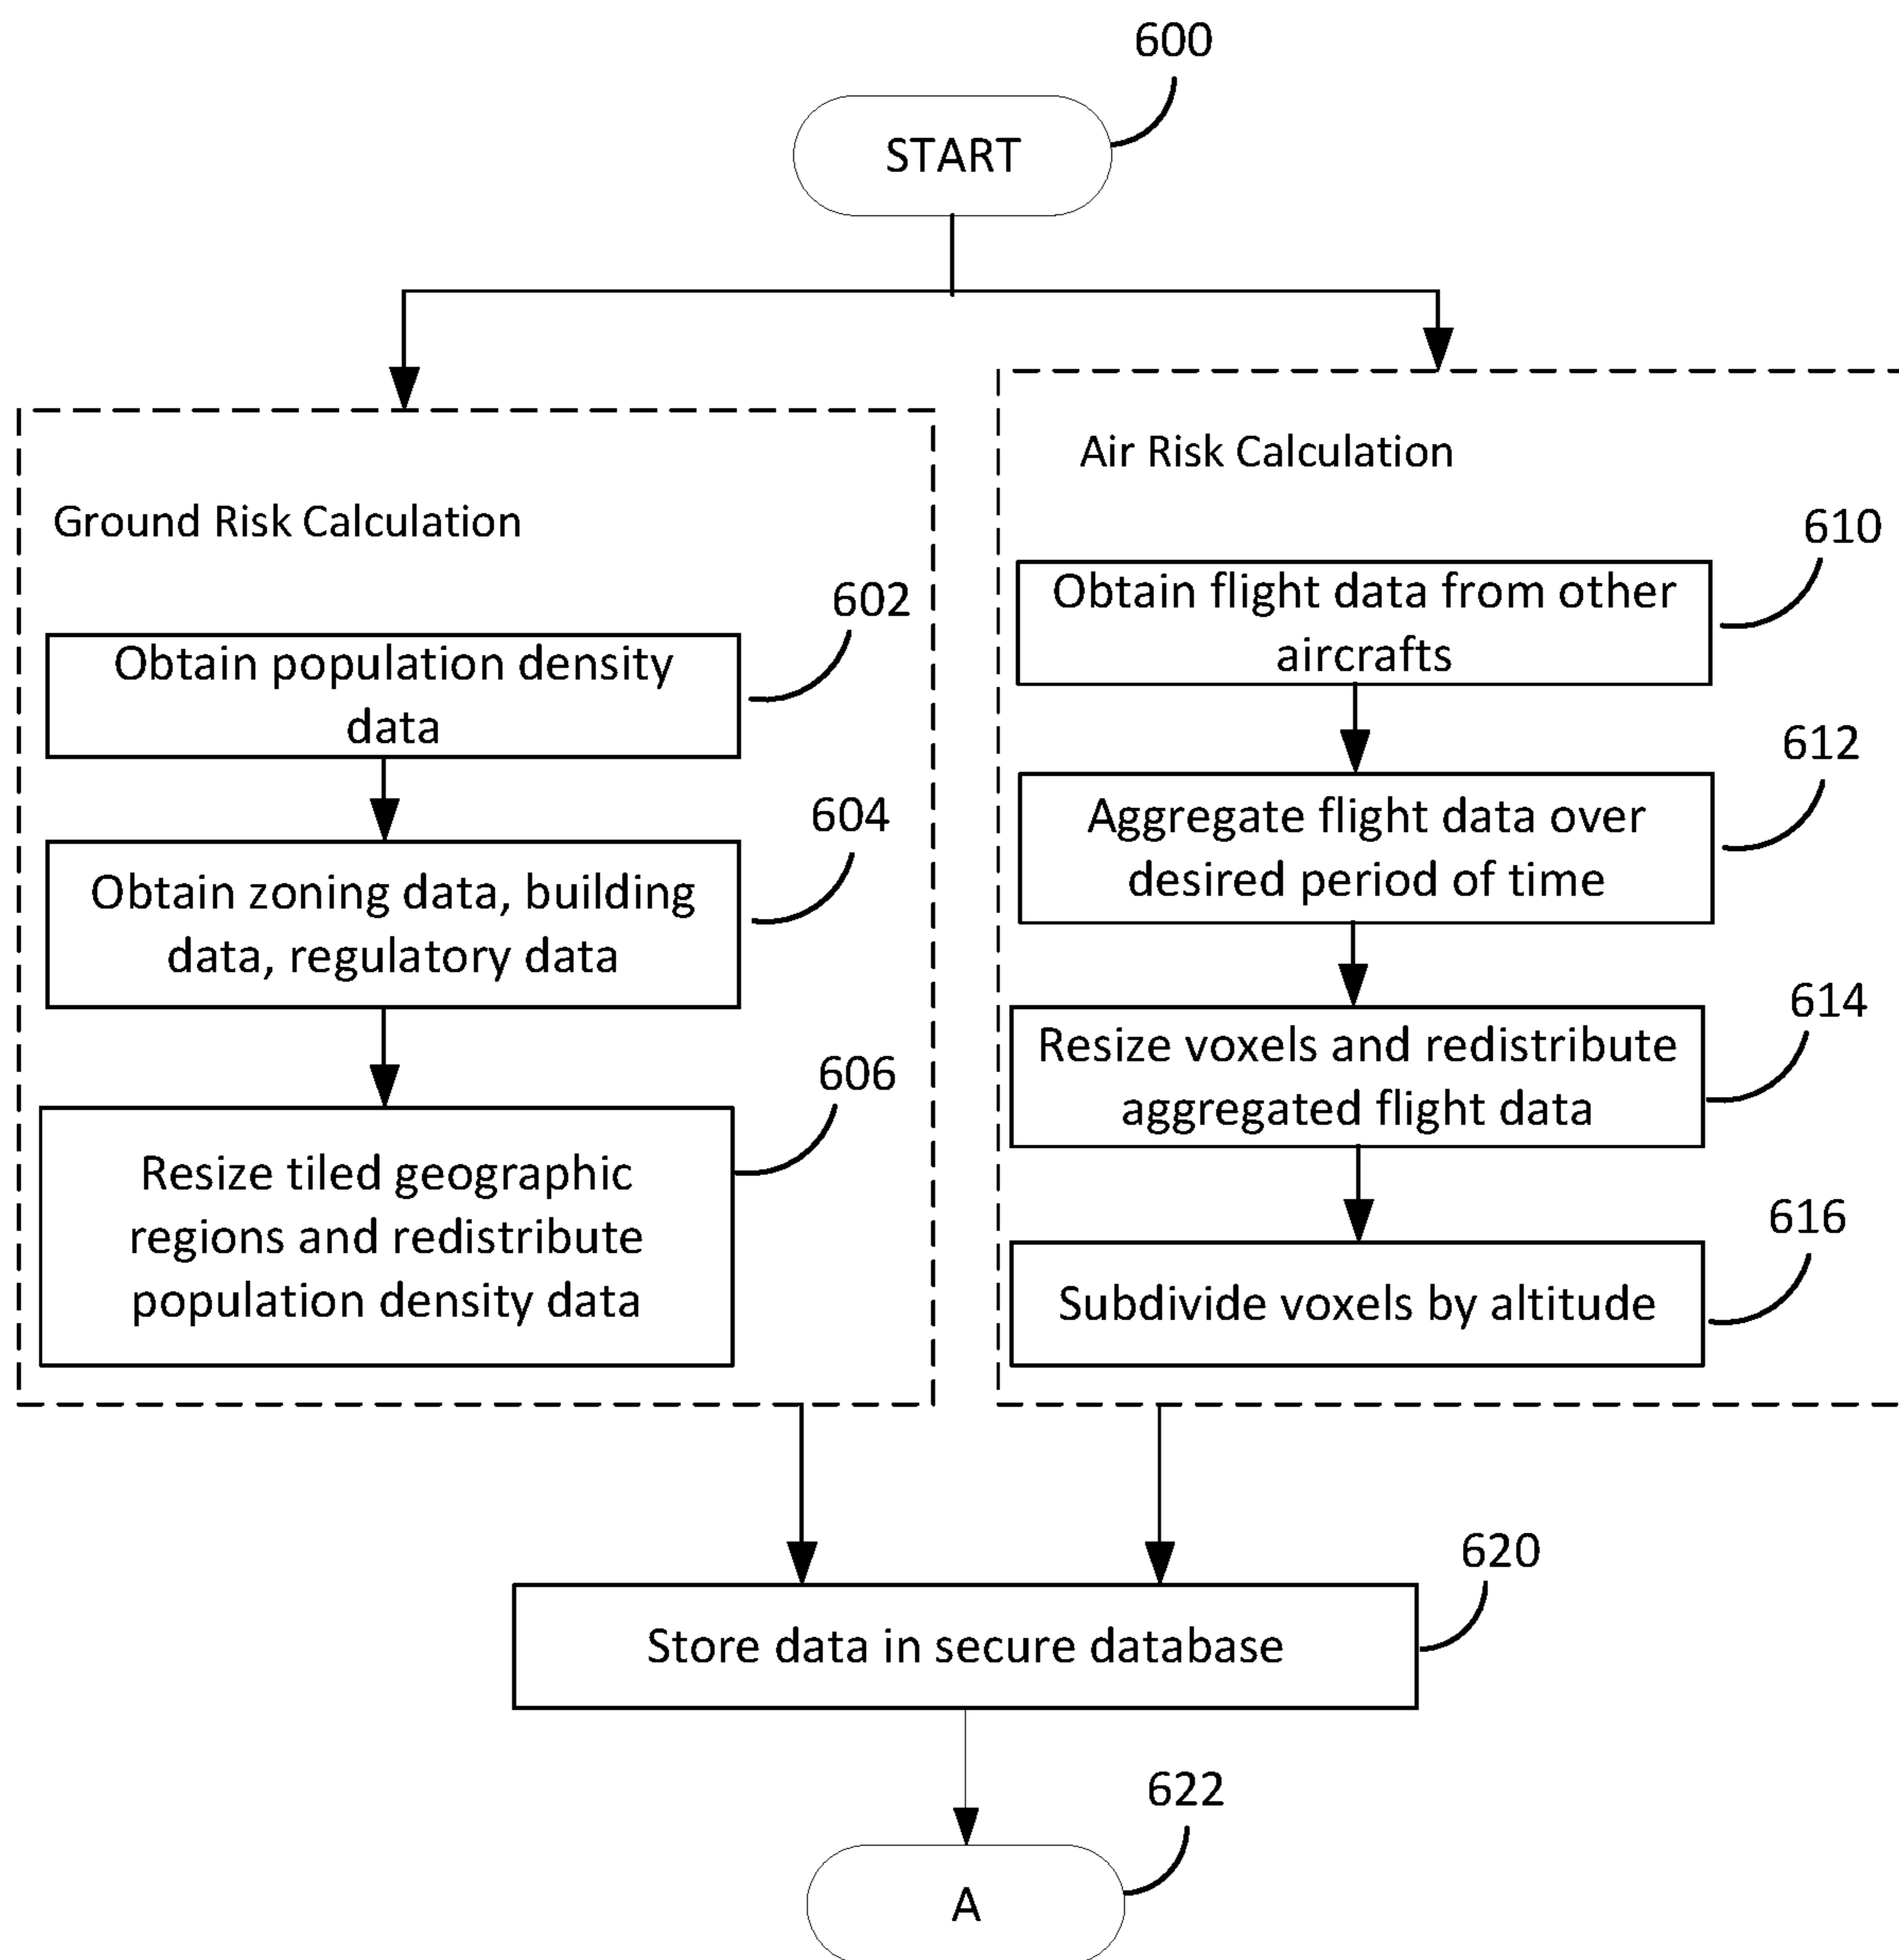 600
START
Ground Risk Calculation
602
Obtain population density
data
604
Obtain zoning data, building
data, regulatory data
606
Resize tiled geographic
regions and redistribute
population density data
Air Risk Calculation
610
Obtain flight data from other
aircrafts
612
Aggregate flight data over
desired period of time
614
Resize voxels and redistribute
aggregated flight data
616
Subdivide voxels by altitude
620
Store data in secure database
622
A